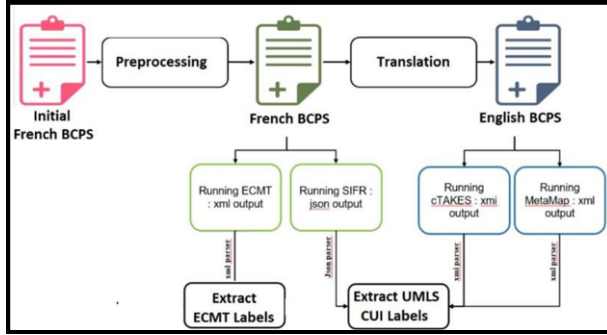 Preprocessing
Translation
Initial
French BCPS
French BCPS
English BCPS
Running ECMT
: xml output
Running SIFR :
json output
Running
cTAKES : xmi
output
Running
MetaMap : xml
output
xml parser
Json parser
xml parser
xml parser
Extract
ECMT Labels
Extract UMLS
CUI Labels